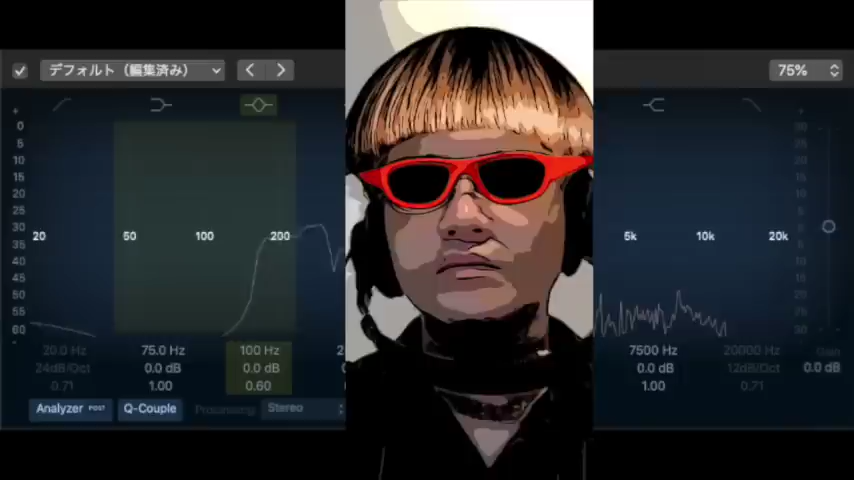 デフォルト（編集済み）
75%
+
0
5
10
15
20
25
30
35
40
45
50
55
60
-
20
50
100
200
5k
10k
20k
20.0 Hz
24dB/Oct
0.71
75.0 Hz
0.0 dB
1.00
100 Hz
0.0 dB
0.60
7500 Hz
0.0 dB
1.00
20000 Hz
12dB/Oct
0.71
Gain
0.0 dB
Analyzer POST
Q-Couple
Processing
Stereo